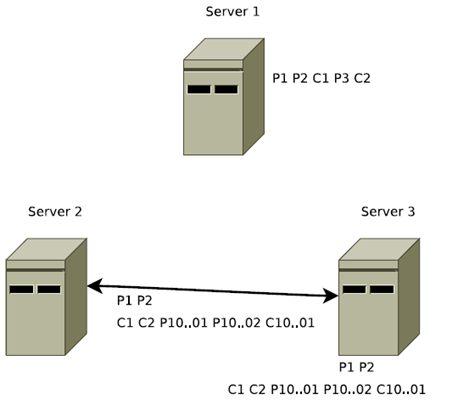 Server 1
P1 P2 C1 P3 C2
Server 2
Server 3
P1 P2
C1 C2 P10..01 P10..02 C10..01
P1 P2
C1 C2 P10..01 P10..02 C10..01